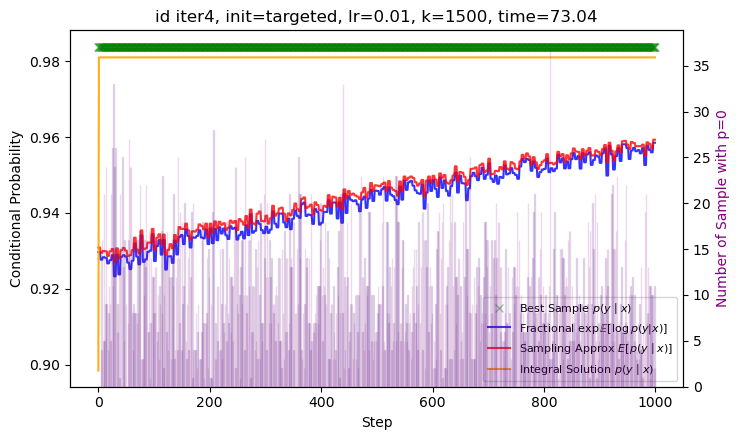 id iter4, init=targeted, lr=0.01, k=1500, time=73.04
Conditional Probability
0.98
0.96
0.94
0.92
0.90
35
30
25
20
15
10
5
0
Number of Sample with p=0
Best Sample p(y | x)
Fractional exp𝔼[log p(y|x)]
Sampling Approx E[p(y | x)]
Integral Solution p(y | x)
0
200
400
600
800
1000
Step